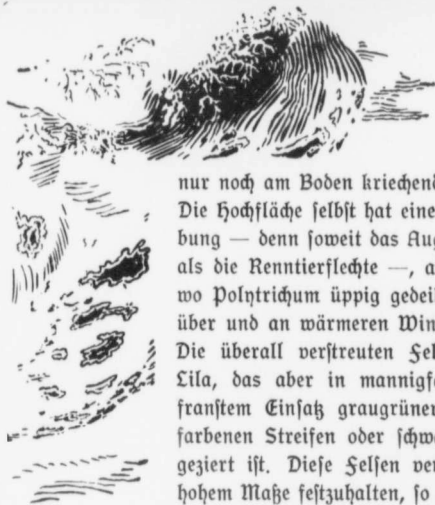 nur noch am Boden kriechend
Die Hochfläche selbst hat eine
bung — denn soweit das Aug
als die Renntierflechte —, a
wo Polytrichum üppig gedei
über und an wärmeren Win
Die überall verstreuten Fel
Lila, das aber in mannigf
franstem Einsatz graugrüner
farbenen Streifen oder schw
geziert ist. Diese Felsen ver
hohem Maße festzuhalten, so